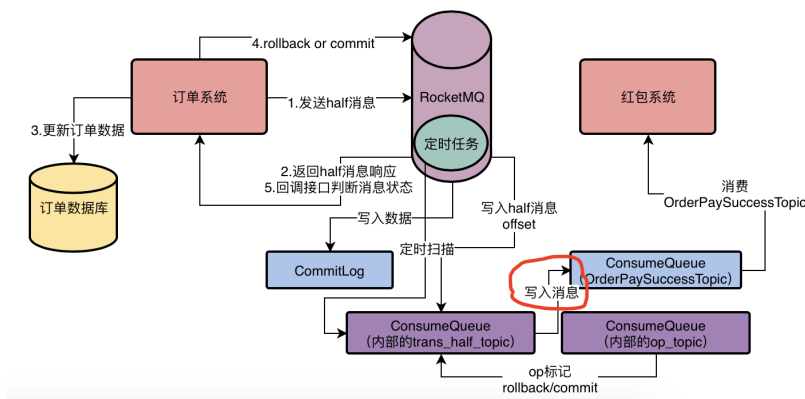 4.rollback or commit
订单系统
1.发送half消息
RocketMQ
红包系统
3.更新订单数据
定时任务
2.返回half消息响应
5.回调接口判断消息状态
订单数据库
写入数据
写入half消息
offset
消费
OrderPaySuccessTopic
定时扫描
CommitLog
ConsumeQueue
（OrderPaySuccessTopic）
写入消息
ConsumeQueue
（内部的trans_half_topic）
ConsumeQueue
（内部的op_topic）
op标记
rollback/commit